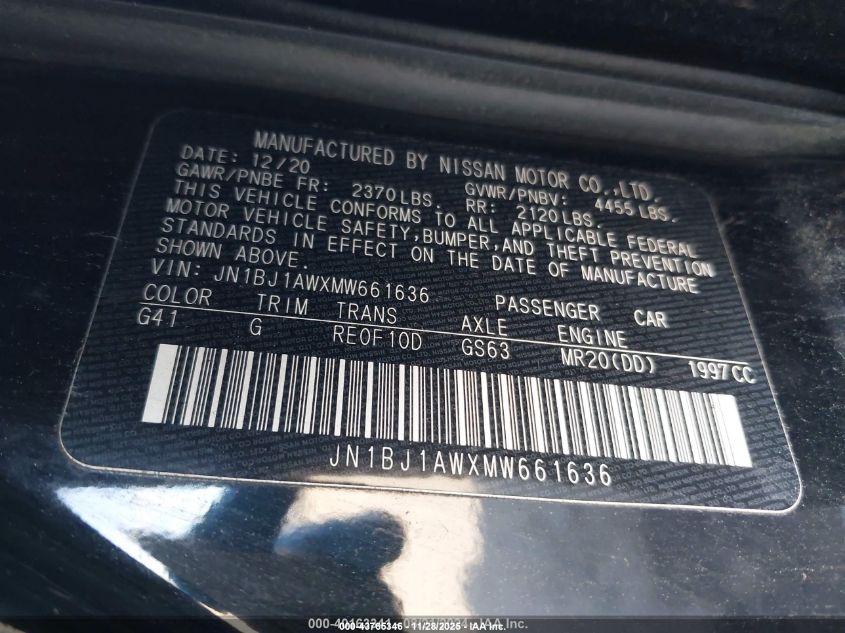 MANUFACTURED BY NISSAN MOTOR CO.,LTD.
DATE: 12/20 GVWR/PNBV: 4455 LBS.
GAWR/PNBE FR: 2370LBS. RR: 2120LBS.
THIS VEHICLE CONFORMS TO ALL APPLICABLE FEDERAL
MOTOR VEHICLE SAFETY,BUMPER,AND THEFT PREVENTION
STANDARDS IN EFFECT ON THE DATE OF MANUFACTURE
SHOWN ABOVE.
VIN: JN1BJ1AWXMW661636 PASSENGER CAR
COLOR TRIM TRANS AXLE ENGINE
G41 G RE0F10D GS63 MR20(DD) 1997CC
JN1BJ1AWXMW661636
000-43765346 11/28/2025 - IAA Inc.